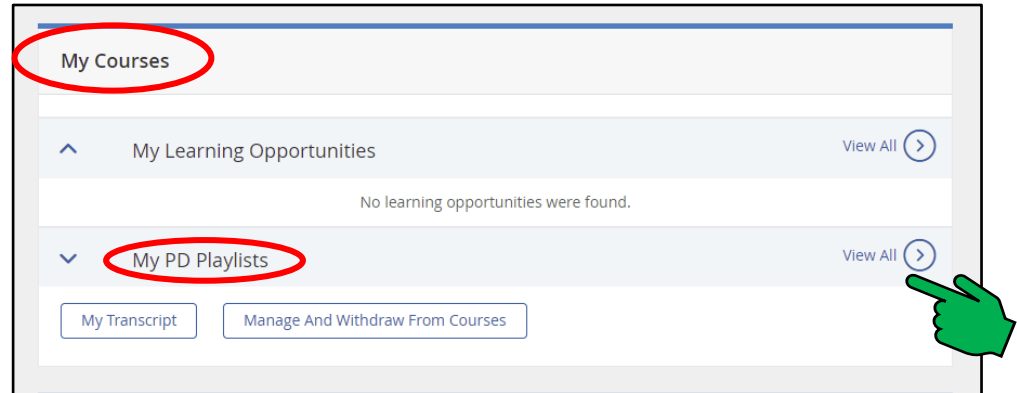 My Courses
My Learning Opportunities
View All
No learning opportunities were found.
My PD Playlists
View All
My Transcript
Manage And Withdraw From Courses